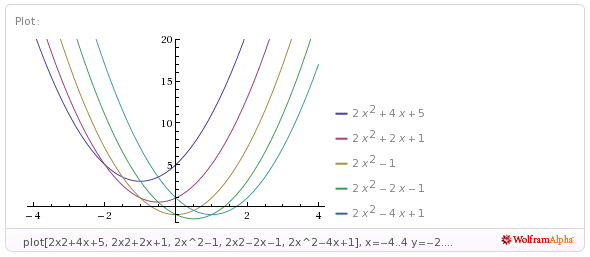 Plot:
20
15
10
5
−4
−2
2
4
2 x² + 4 x + 5
2 x² + 2 x + 1
2 x² − 1
2 x² − 2 x − 1
2 x² − 4 x + 1
plot[2x2+4x+5, 2x2+2x+1, 2x^2−1, 2x2−2x−1, 2x^2−4x+1], x=−4..4 y=−2....
WolframAlpha